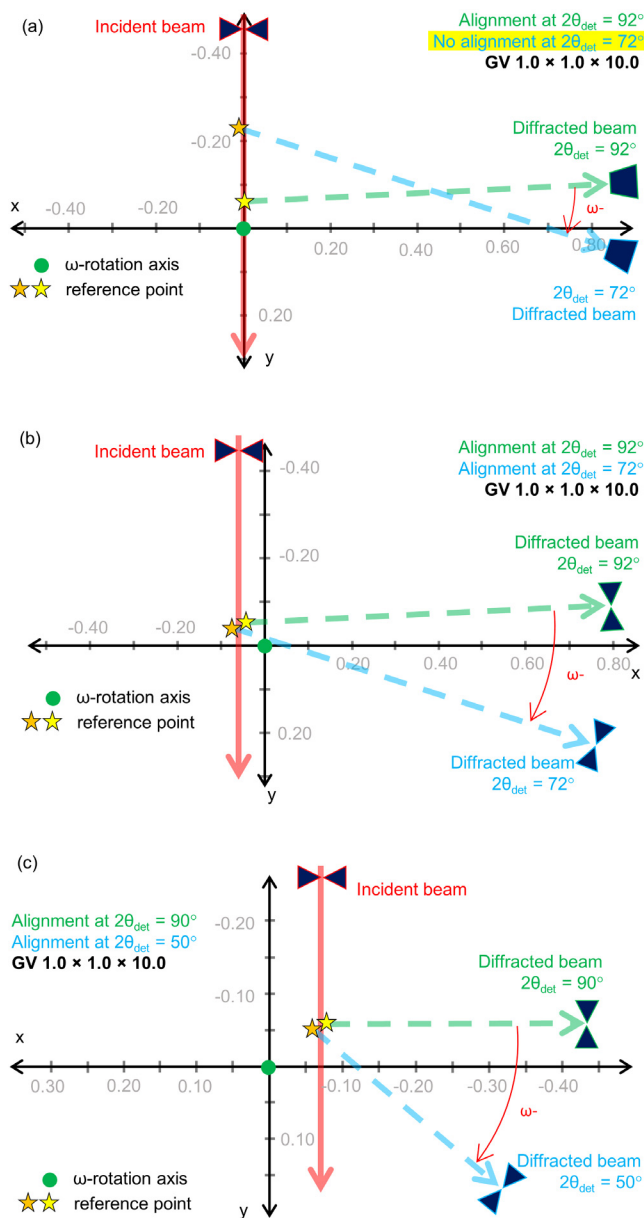 (a)
Incident beam
Alignment at 2θdet = 92°
No alignment at 2θdet = 72°
GV 1.0 × 1.0 × 10.0
-0.40
-0.20
Diffracted beam
2θdet = 92°
ω-
x
-0.40
-0.20
0.20
0.40
0.60
0.80
ω-rotation axis
reference point
2θdet = 72°
Diffracted beam
0.20
y
(b)
Incident beam
Alignment at 2θdet = 92°
Alignment at 2θdet = 72°
GV 1.0 × 1.0 × 10.0
-0.40
-0.20
Diffracted beam
2θdet = 92°
ω-
-0.40
-0.20
0.20
0.40
0.60
0.80
x
ω-rotation axis
reference point
0.20
Diffracted beam
2θdet = 72°
y
(c)
Incident beam
Alignment at 2θdet = 90°
Alignment at 2θdet = 50°
GV 1.0 × 1.0 × 10.0
-0.20
-0.10
Diffracted beam
2θdet = 90°
x
0.30
0.20
0.10
-0.10
-0.20
-0.30
-0.40
ω-
0.10
ω-rotation axis
reference point
Diffracted beam
2θdet = 50°
y